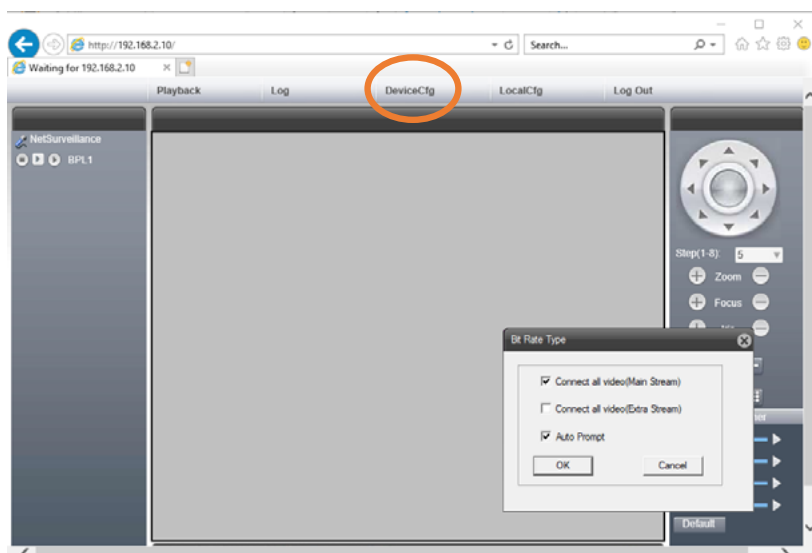 http://192.168.2.10/
Search...
Waiting for 192.168.2.10
Playback Log DeviceCfg LocalCfg Log Out
NetSurveillance
BPL1
Step(1-8): 5
Zoom
Focus
Bit Rate Type
Connect all video(Main Stream)
Connect all video(Extra Stream)
Auto Prompt
OK Cancel
Default